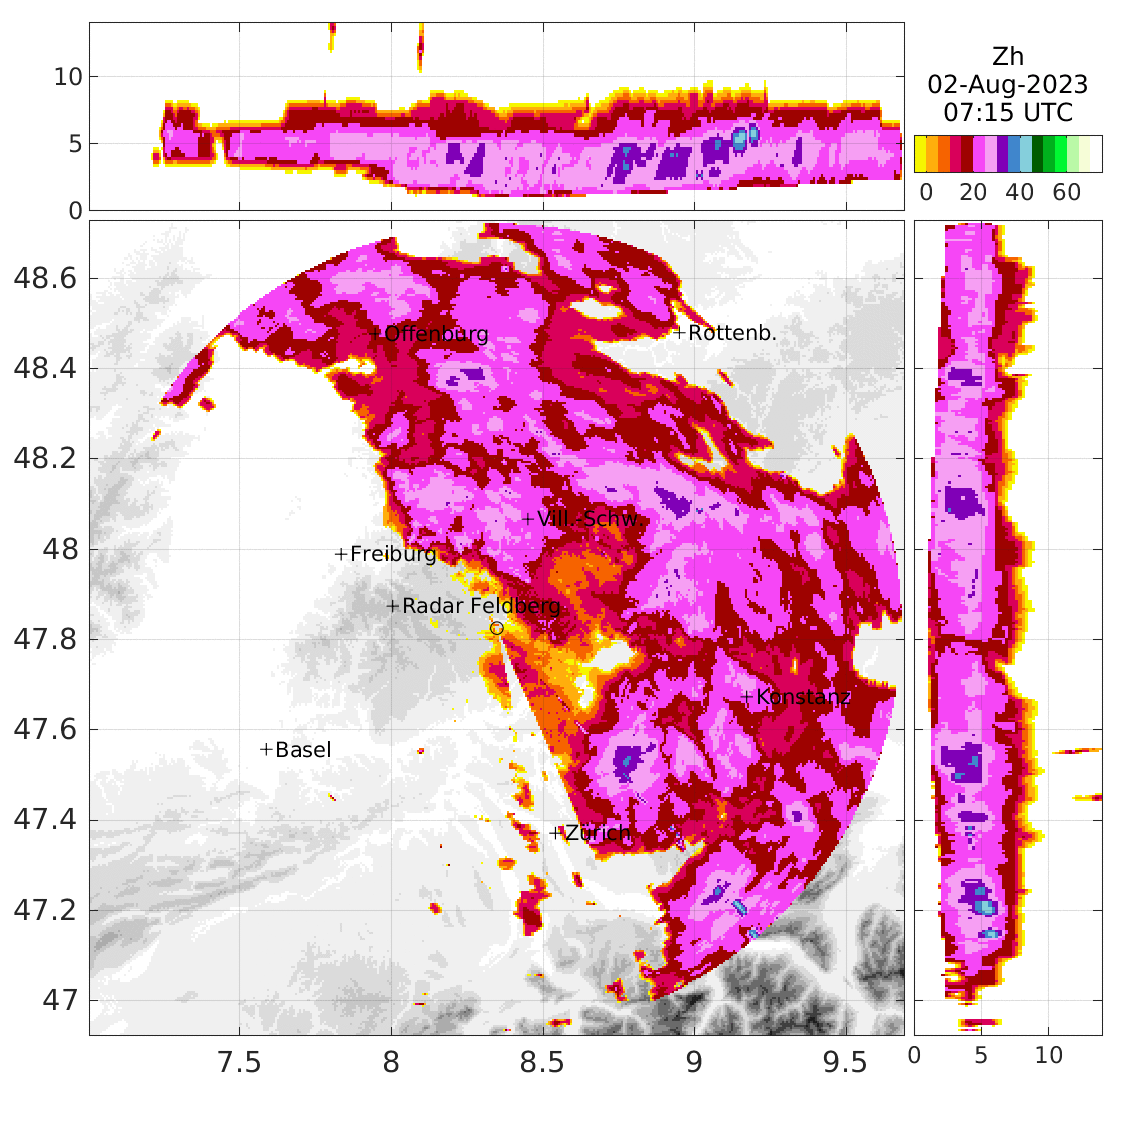 10
5
0
Zh
02-Aug-2023
07:15 UTC
0 20 40 60
48.6
48.4
48.2
48
47.8
47.6
47.4
47.2
47
+Offenburg
+Rottenb.
+Vill.-Schw.
+Freiburg
+Radar Feldberg
+Konstanz
+Basel
+Zürich
7.5 8 8.5 9 9.5
0 5 10